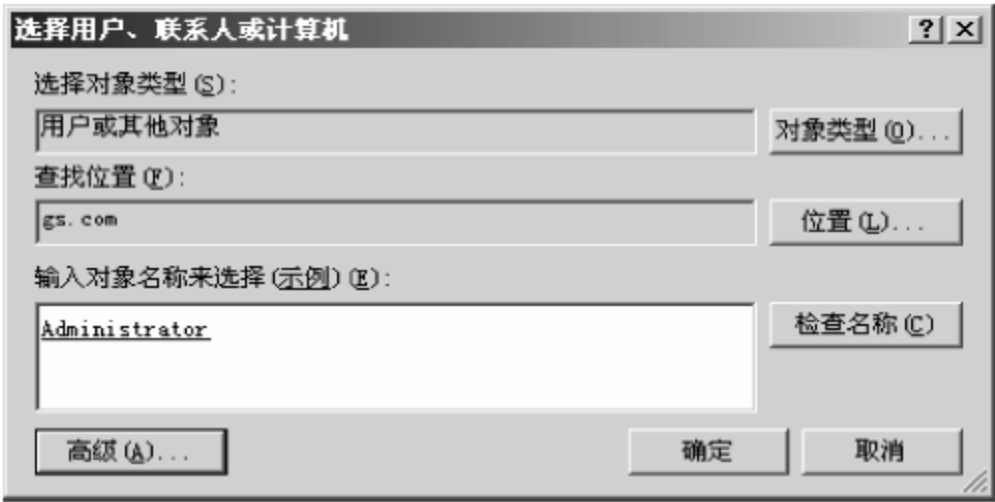 选择用户、联系人或计算机
选择对象类型(S):
用户或其他对象
对象类型(O)...
查找位置(F):
gs.com
位置(L)...
输入对象名称来选择(示例)(E):
Administrator
检查名称(C)
高级(A)...
确定
取消